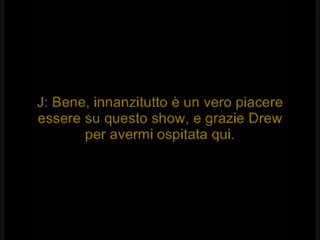 J: Bene, innanzitutto è un vero piacere
essere su questo show, e grazie Drew
per avermi ospitata qui.